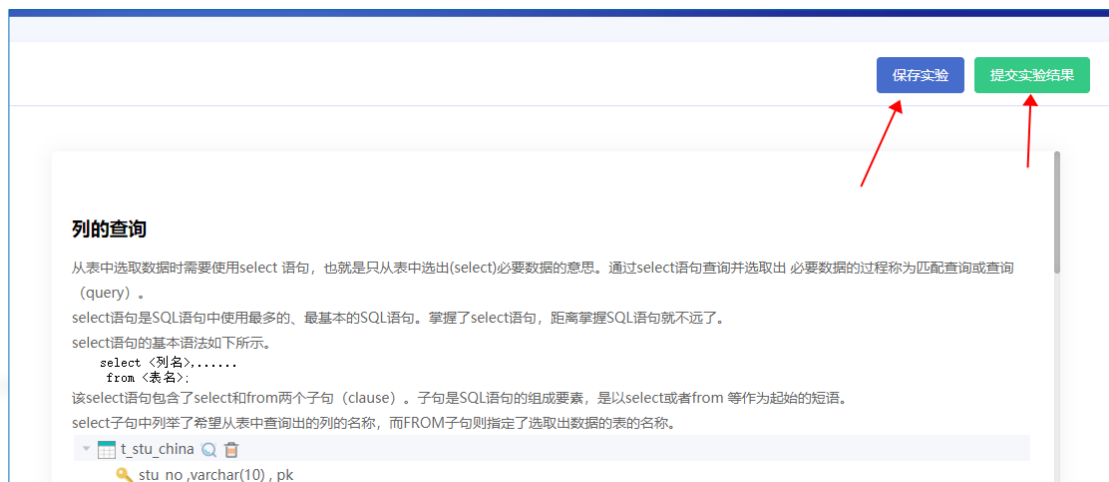 保存实验 提交实验结果
列的查询
从表中选取数据时需要使用select 语句，也就是只从表中选出(select)必要数据的意思。通过select语句查询并选取出 必要数据的过程称为匹配查询或查询
（query）。
select语句是SQL语句中使用最多的、最基本的SQL语句。掌握了select语句，距离掌握SQL语句就不远了。
select语句的基本语法如下所示。
select <列名>,......
from <表名>;
该select语句包含了select和from两个子句（clause）。子句是SQL语句的组成要素，是以select或者from 等作为起始的短语。
select子句中列举了希望从表中查询出的列的名称，而FROM子句则指定了选取出数据的表的名称。
t_stu_china
stu_no ,varchar(10) , pk